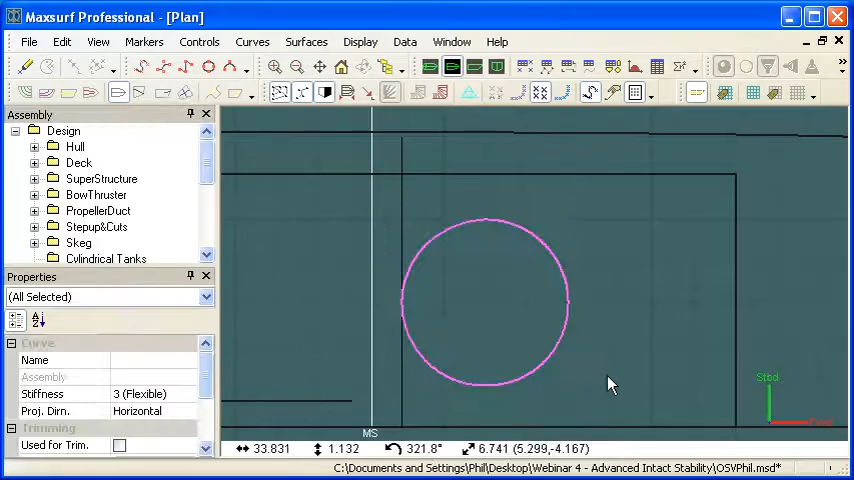 Maxsurf Professional - [Plan]
File Edit View Markers Controls Curves Surfaces Display Data Window Help
Assembly
Design
Hull
Deck
SuperStructure
BowThruster
PropellerDuct
Stepup&Cuts
Skeg
Cylindrical Tanks
Properties
(All Selected)
Curve
Name
Assembly
Stiffness 3 (Flexible)
Proj. Dirn. Horizontal
Trimming
Used for Trim.
Stbd
MS
33.831 1.132 321.8° 6.741 (5.299,-4.167)
C:\Documents and Settings\Phil\Desktop\Webinar 4 - Advanced Intact Stability\OSVPhil.msd*